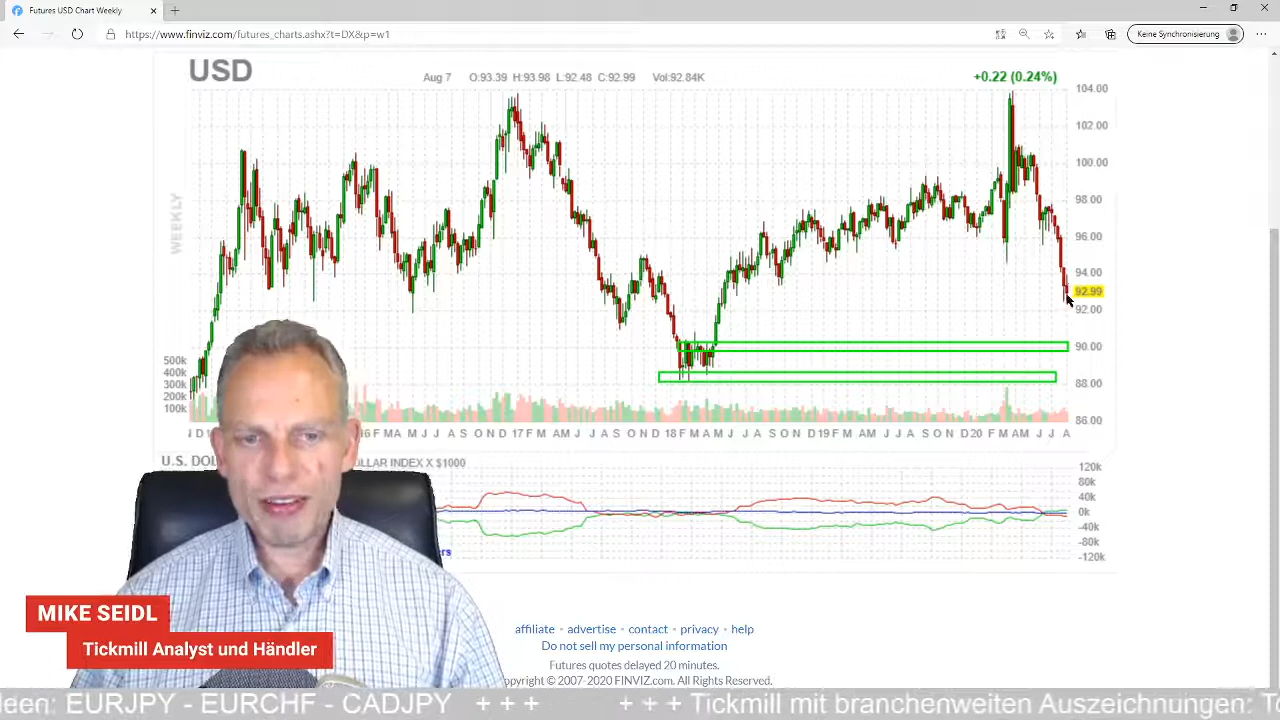 Futures USD Chart Weekly
https://www.finviz.com/futures_charts.ashx?t=DX&p=w1
Keine Synchronisierung
USD
Aug 7 O:93.39 H:93.98 L:92.48 C:92.99 Vol:92.84K
+0.22 (0.24%)
WEEKLY
104.00
102.00
100.00
98.00
96.00
94.00
92.99
92.00
90.00
88.00
86.00
500k
400k
300k
200k
100k
D 16 F M A M J J A S O N D 17 F M A M J J A S O N D 18 F M A M J J A S O N D 19 F M A M J J A S O N D 20 F M A M J J A
U.S. DOL LLAR INDEX X $1000
120k
80k
40k
0k
-40k
-80k
-120k
rs
MIKE SEIDL
Tickmill Analyst und Händler
affiliate • advertise • contact • privacy • help
Do not sell my personal information
Futures quotes delayed 20 minutes.
opyright © 2007-2020 FINVIZ.com. All Rights Reserved.
deen: EURJPY - EURCHF - CADJPY + + + + + + Tickmill mit branchenweiten Auszeichnungen: To